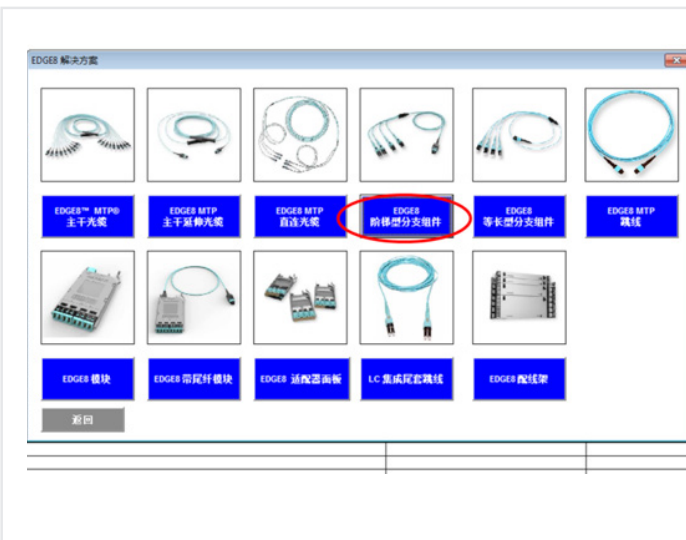 EDGE8 解决方案
EDGE8™ MTP®
主干光缆
EDGE8 MTP
主干延伸光缆
EDGE8 MTP
直连光缆
EDGE8
阶梯型分支组件
EDGE8
等长型分支组件
EDGE8 MTP
跳线
EDGE8 模块
EDGE8 带尾纤模块
EDGE8 适配器面板
LC 集成尾套跳线
EDGE8 配线架
返回